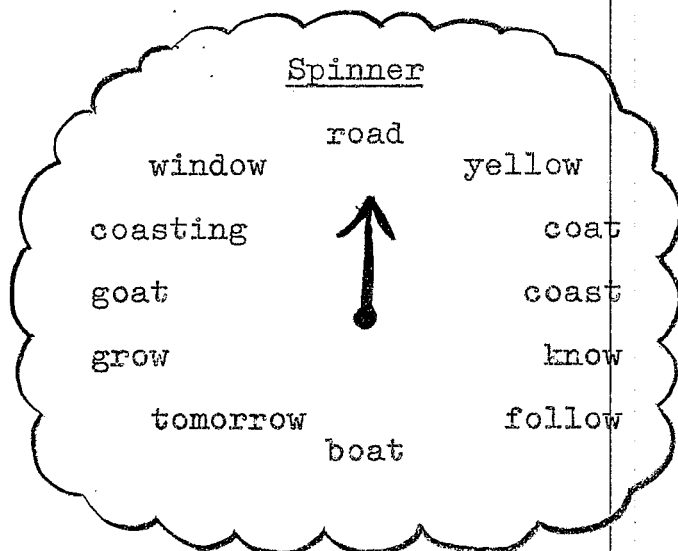 Spinner
road
window yellow
coasting coat
goat coast
grow know
tomorrow follow
boat